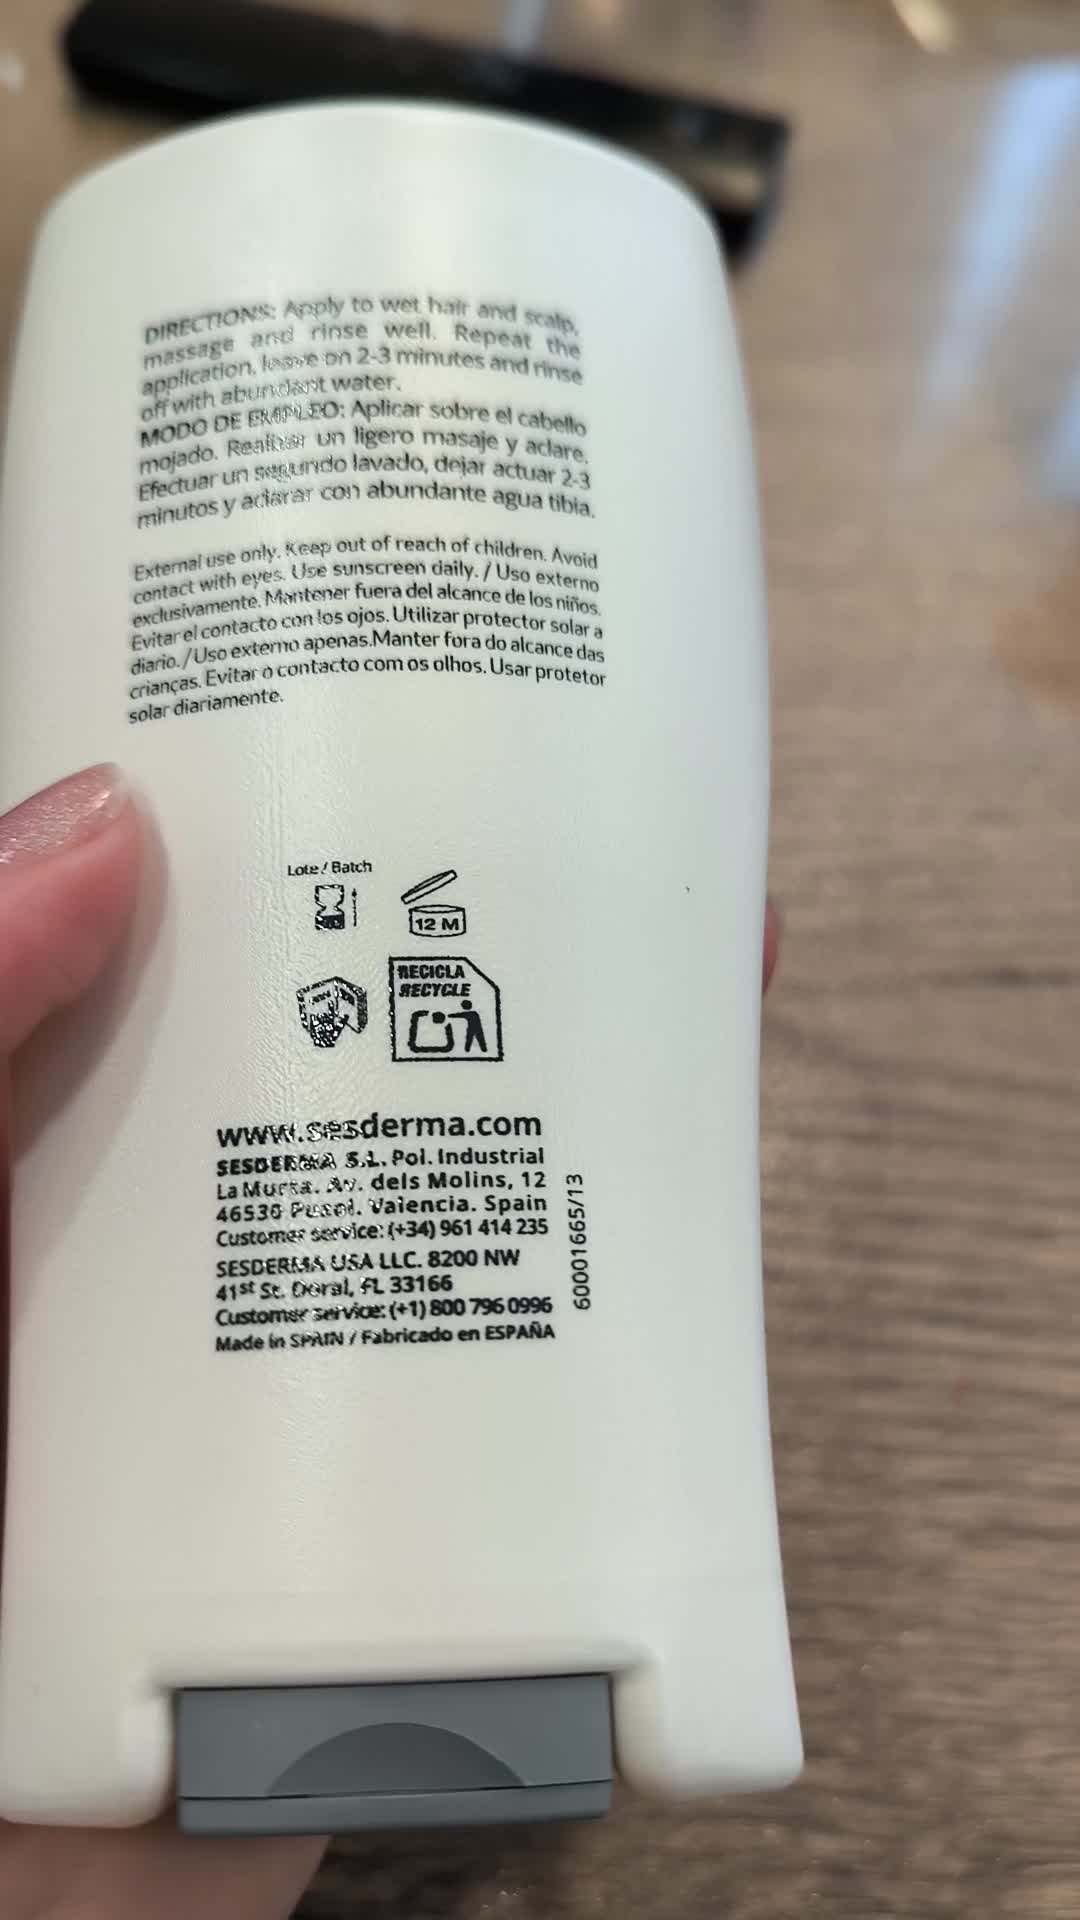 DIRECTIONS: Apply to wet hair and scalp,
massage and rinse well. Repeat the
application, leave on 2-3 minutes and rinse
off with abundant water.
MODO DE EMPLEO: Aplicar sobre el cabello
mojado. Realizar un ligero masaje y aclare.
Efectuar un segundo lavado, dejar actuar 2-3
minutos y aclarar con abundante agua tibia.
External use only. Keep out of reach of children. Avoid
contact with eyes. Use sunscreen daily. / Uso externo
exclusivamente. Mantener fuera del alcance de los niños.
Evitar el contacto con los ojos. Utilizar protector solar a
diario. / Uso externo apenas.Manter fora do alcance das
crianças. Evitar o contacto com os olhos. Usar protetor
solar diariamente.
Lote / Batch
12 M
RECICLA
RECYCLE
www.sesderma.com
SESDERMA S.L. Pol. Industrial
La Murta. Av. dels Molins, 12
46530 Puzol. Valencia. Spain
Customer service: (+34) 961 414 235
SESDERMA USA LLC. 8200 NW
41st St. Doral, FL 33166
Customer service: (+1) 800 796 0996
Made in SPAIN / Fabricado en ESPAÑA
60001665/13